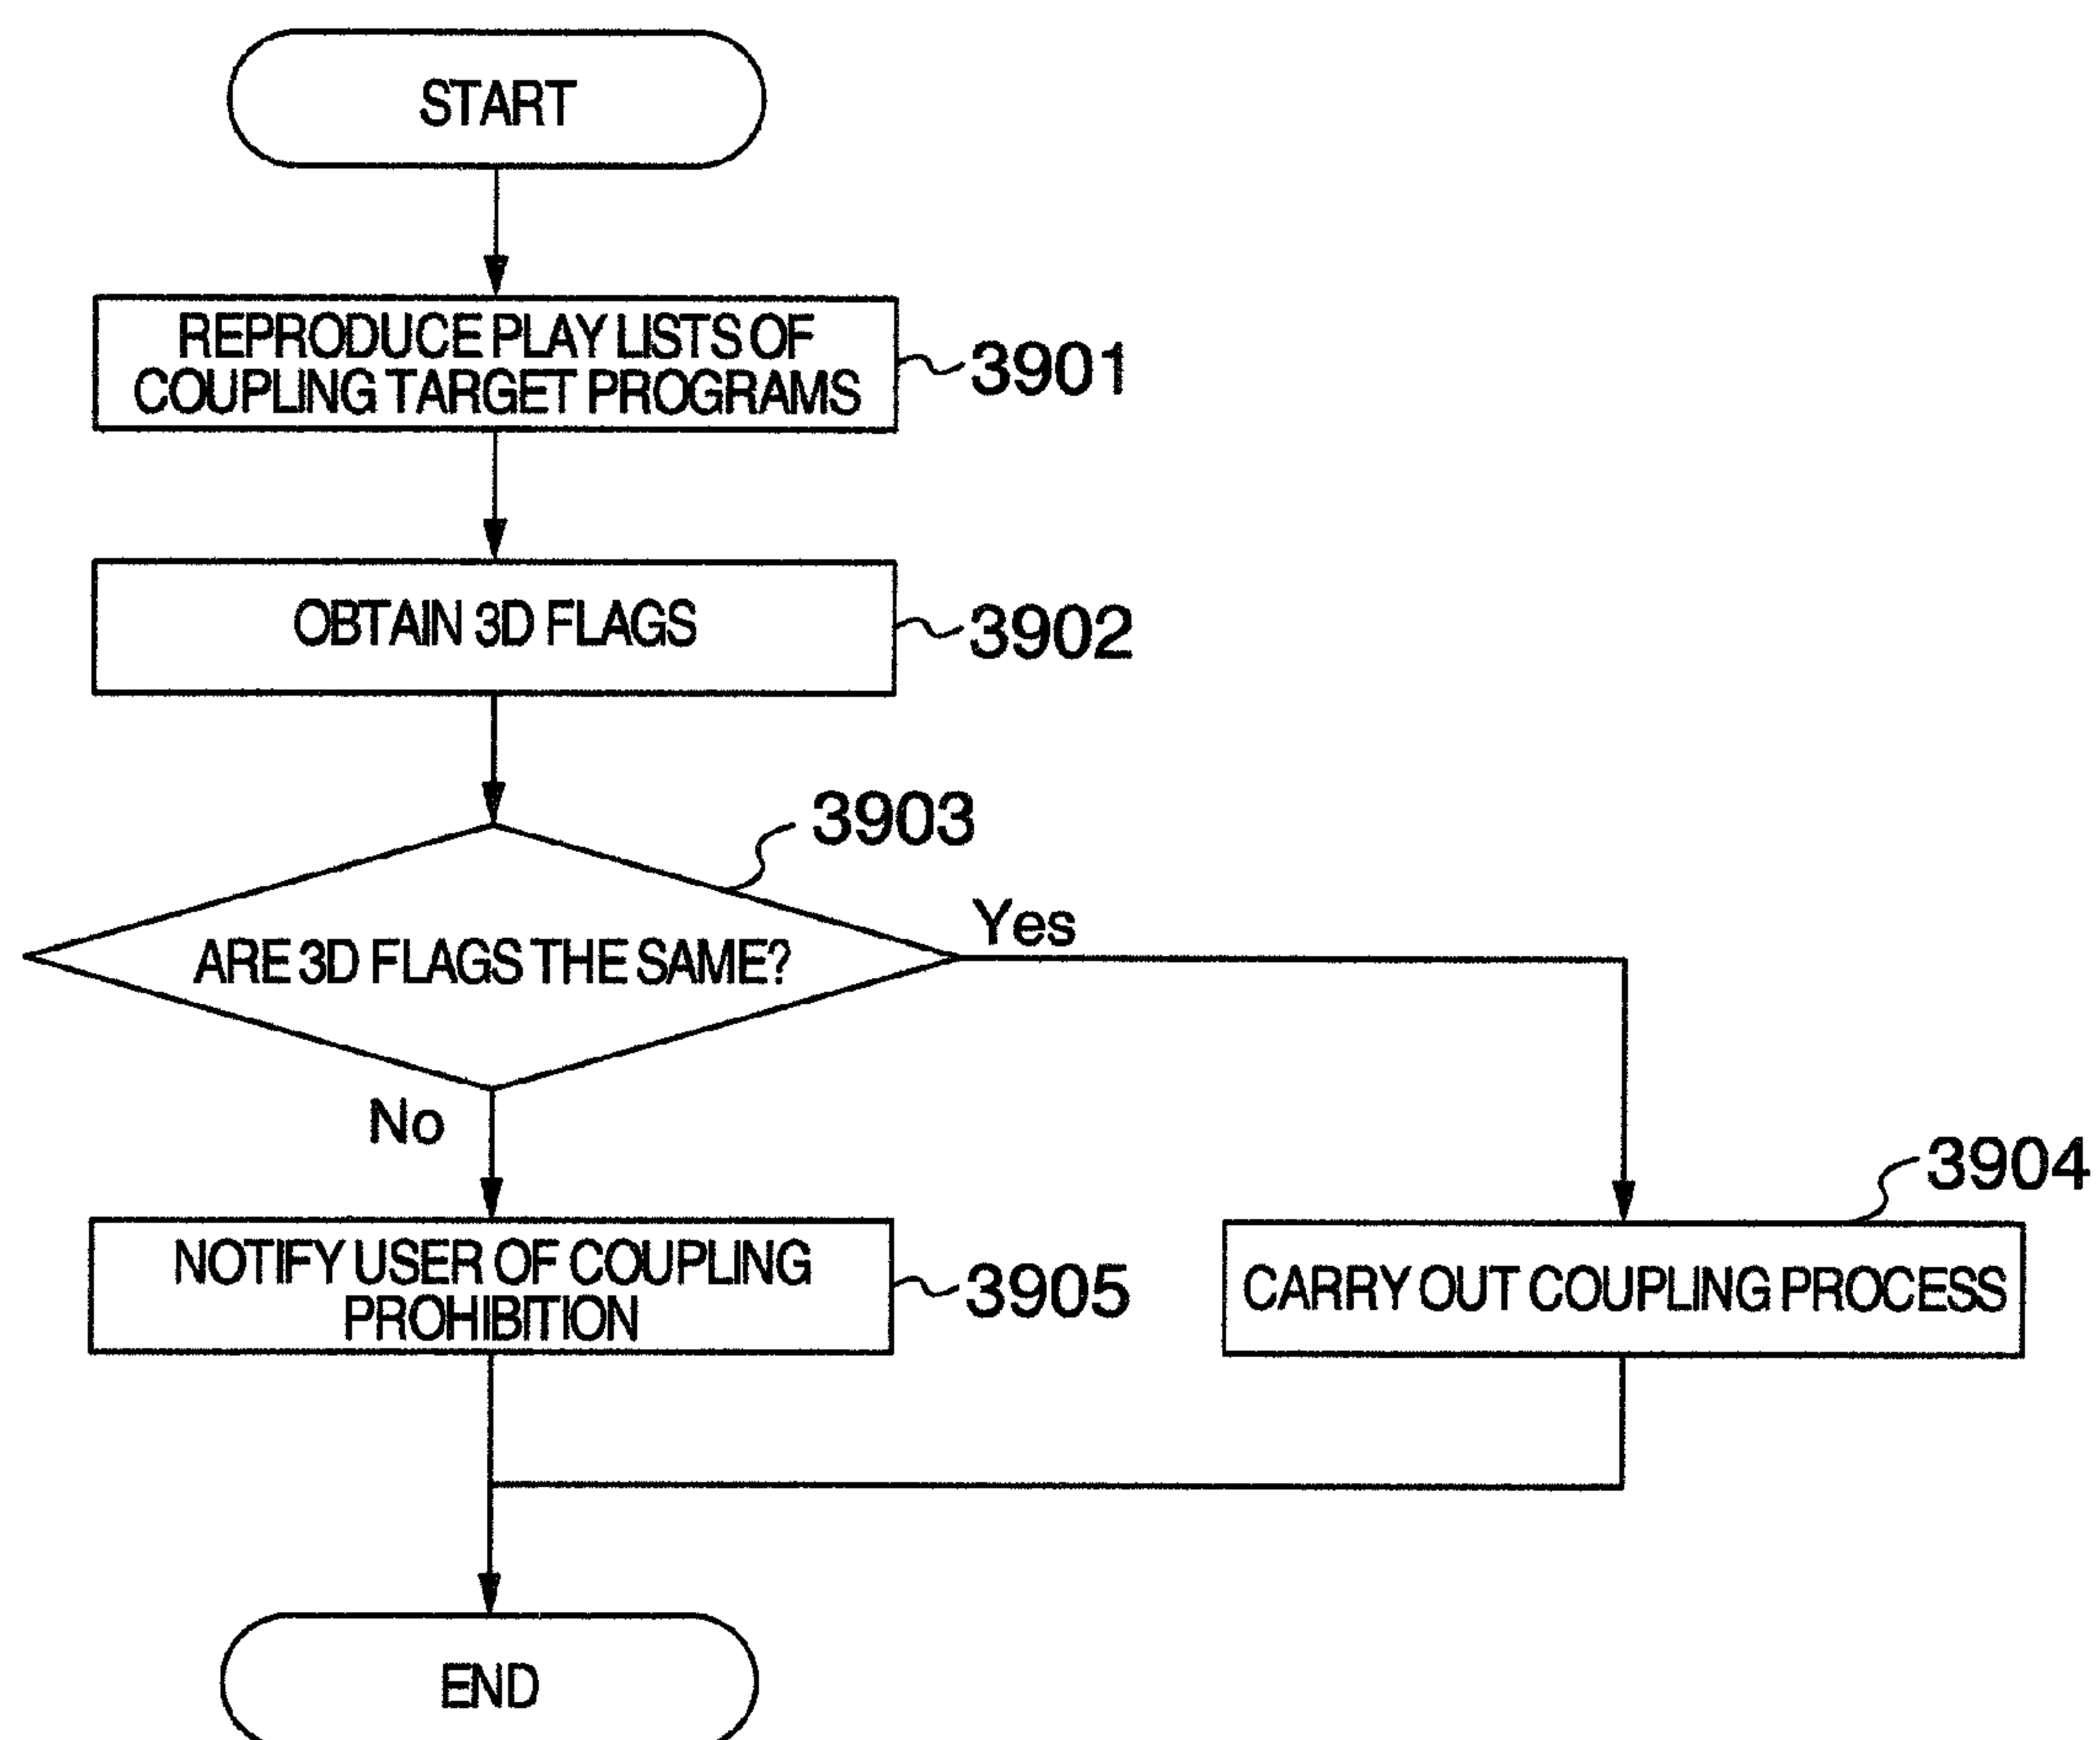 START
REPRODUCE PLAY LISTS OF
COUPLING TARGET PROGRAMS
3901
OBTAIN 3D FLAGS
3902
3903
ARE 3D FLAGS THE SAME?
Yes
No
3904
NOTIFY USER OF COUPLING
PROHIBITION
3905
CARRY OUT COUPLING PROCESS
END